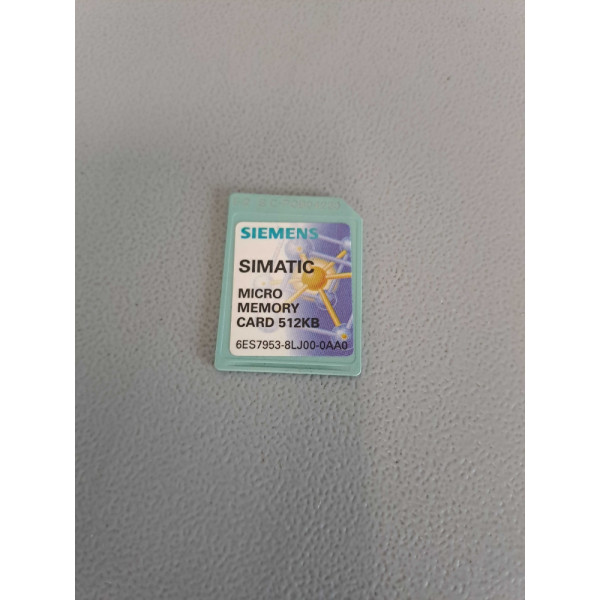 SIEMENS
SIMATIC
MICRO
MEMORY
CARD 512KB
6ES7953-8LJ00-0AA0